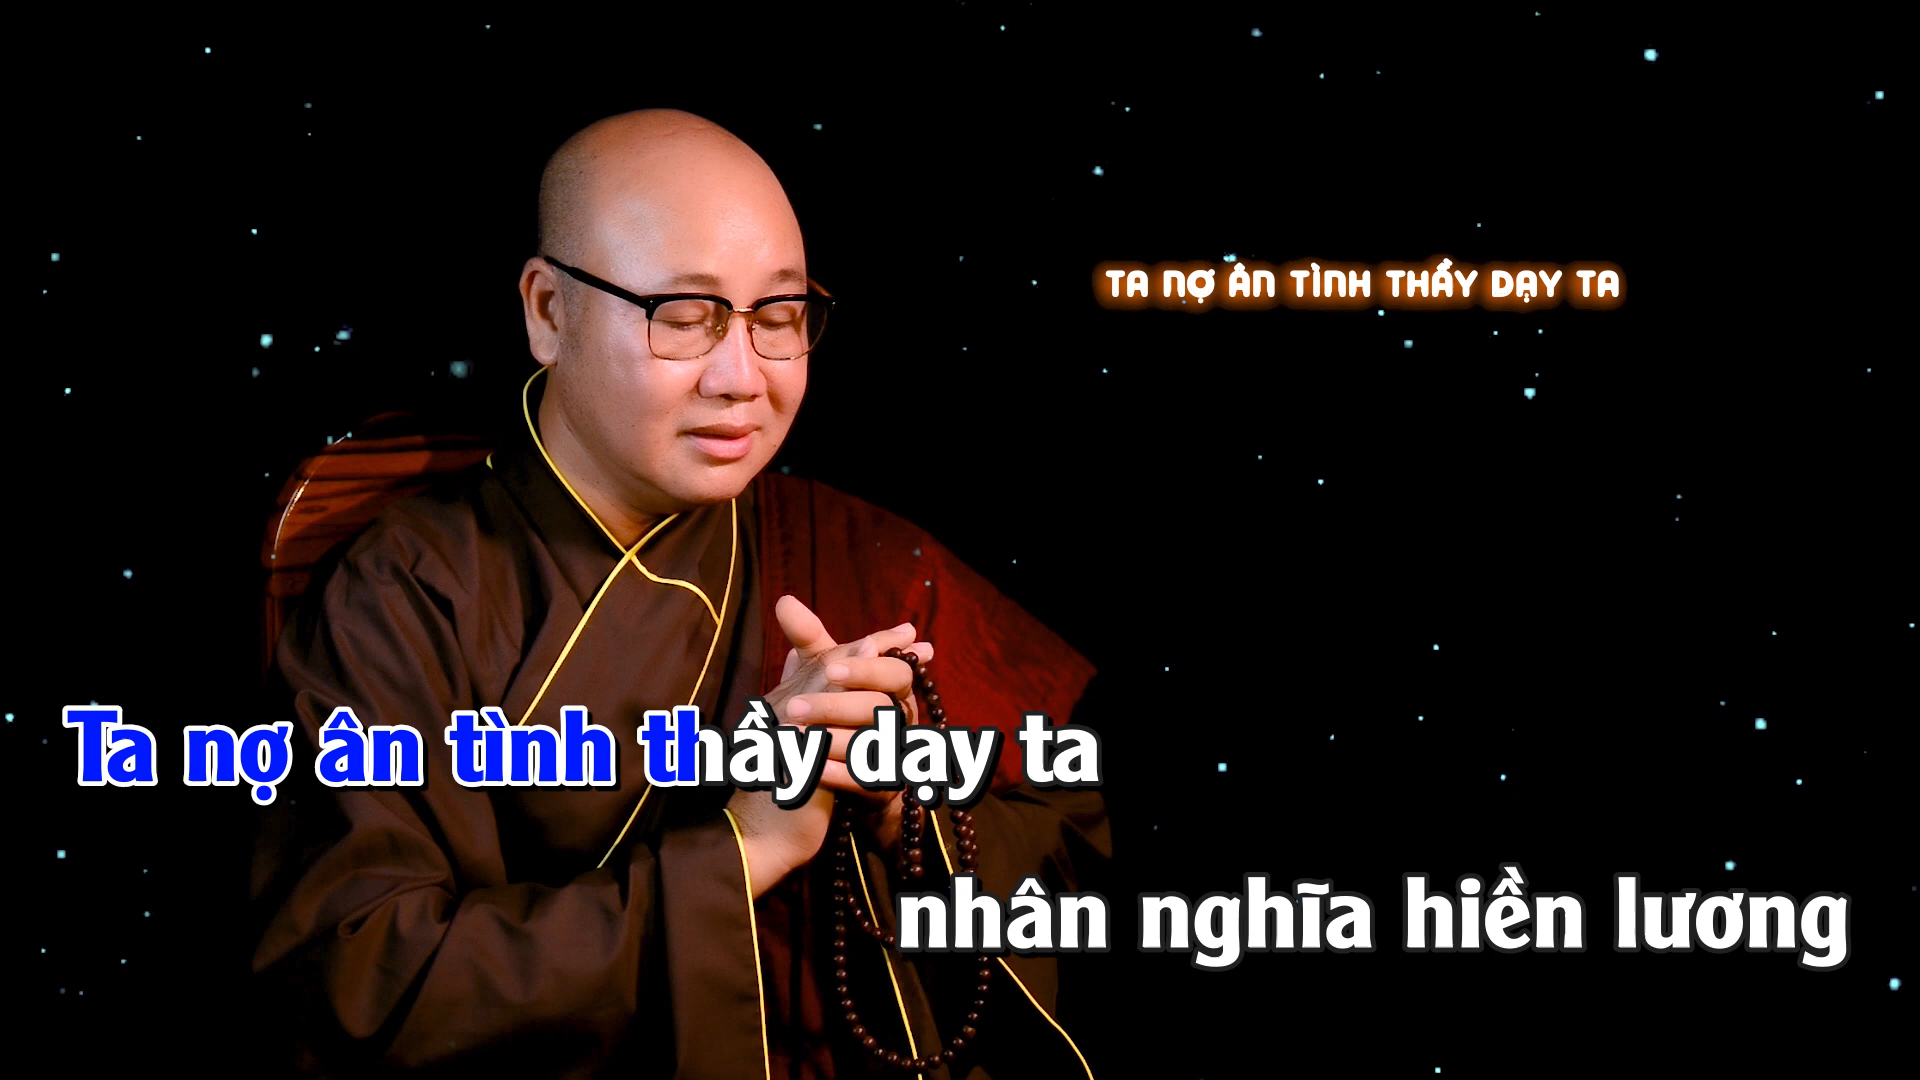 TA NỢ ÂN TÌNH THẦY DẠY TA
Ta nợ ân tình thầy dạy ta
nhân nghĩa hiền lương